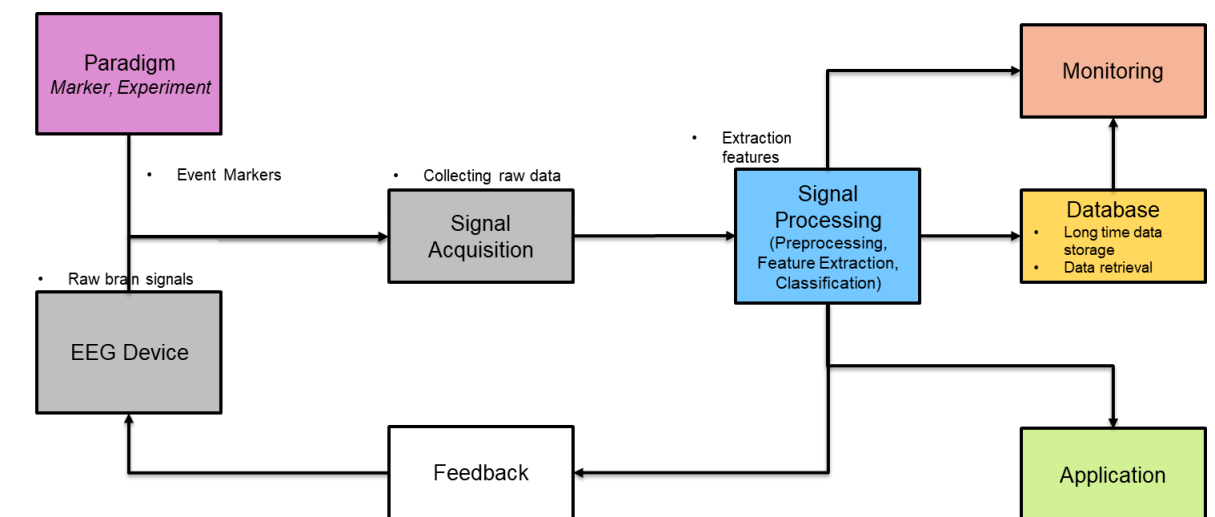 Paradigm
Marker, Experiment
Monitoring
• Extraction
features
• Event Markers
• Collecting raw data
Signal
Acquisition
Signal
Processing
(Preprocessing,
Feature Extraction,
Classification)
Database
• Long time data
storage
• Data retrieval
• Raw brain signals
EEG Device
Feedback
Application